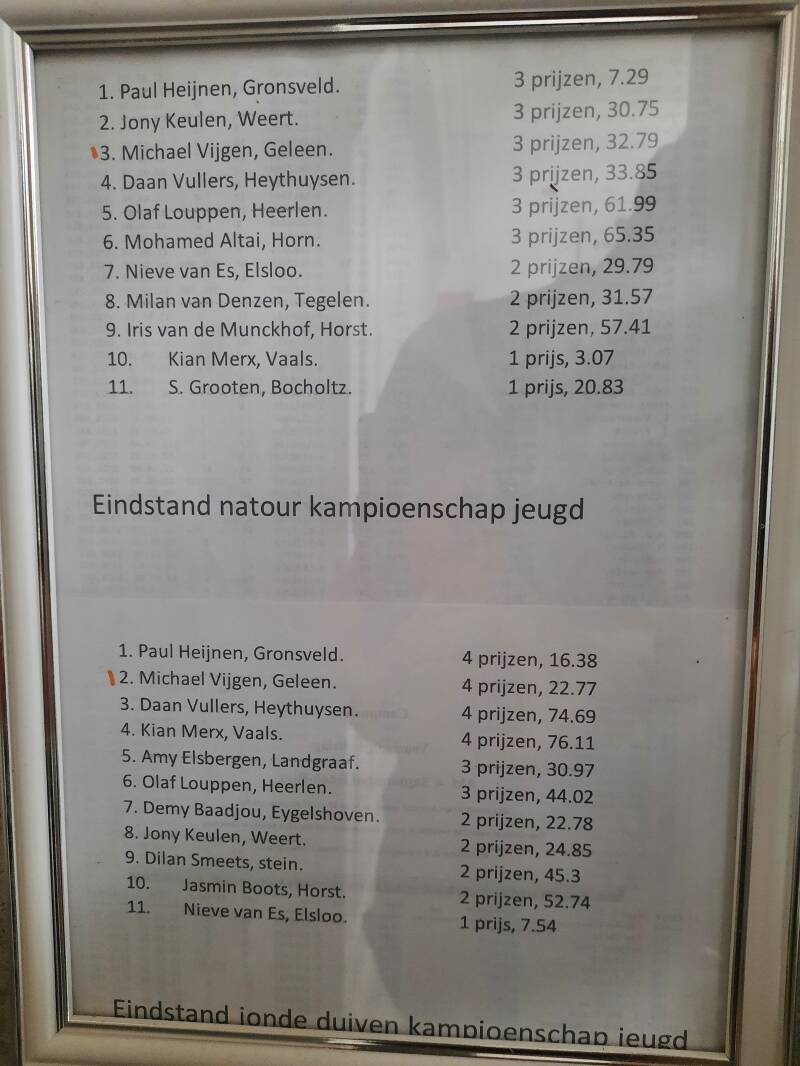 1. Paul Heijnen, Gronsveld. 3 prijzen, 7.29
2. Jony Keulen, Weert. 3 prijzen, 30.75
3. Michael Vijgen, Geleen. 3 prijzen, 32.79
4. Daan Vullers, Heythuysen. 3 prijzen, 33.85
5. Olaf Louppen, Heerlen. 3 prijzen, 61.99
6. Mohamed Altai, Horn. 3 prijzen, 65.35
7. Nieve van Es, Elsloo. 2 prijzen, 29.79
8. Milan van Denzen, Tegelen. 2 prijzen, 31.57
9. Iris van de Munckhof, Horst. 2 prijzen, 57.41
10. Kian Merx, Vaals. 1 prijs, 3.07
11. S. Grooten, Bocholtz. 1 prijs, 20.83
Eindstand natour kampioenschap jeugd
1. Paul Heijnen, Gronsveld. 4 prijzen, 16.38
2. Michael Vijgen, Geleen. 4 prijzen, 22.77
3. Daan Vullers, Heythuysen. 4 prijzen, 74.69
4. Kian Merx, Vaals. 4 prijzen, 76.11
5. Amy Elsbergen, Landgraaf. 3 prijzen, 30.97
6. Olaf Louppen, Heerlen. 3 prijzen, 44.02
7. Demy Baadjou, Eygelshoven. 2 prijzen, 22.78
8. Jony Keulen, Weert. 2 prijzen, 24.85
9. Dilan Smeets, stein. 2 prijzen, 45.3
10. Jasmin Boots, Horst. 2 prijzen, 52.74
11. Nieve van Es, Elsloo. 1 prijs, 7.54
Eindstand jonde duiven kampioenschap jeugd